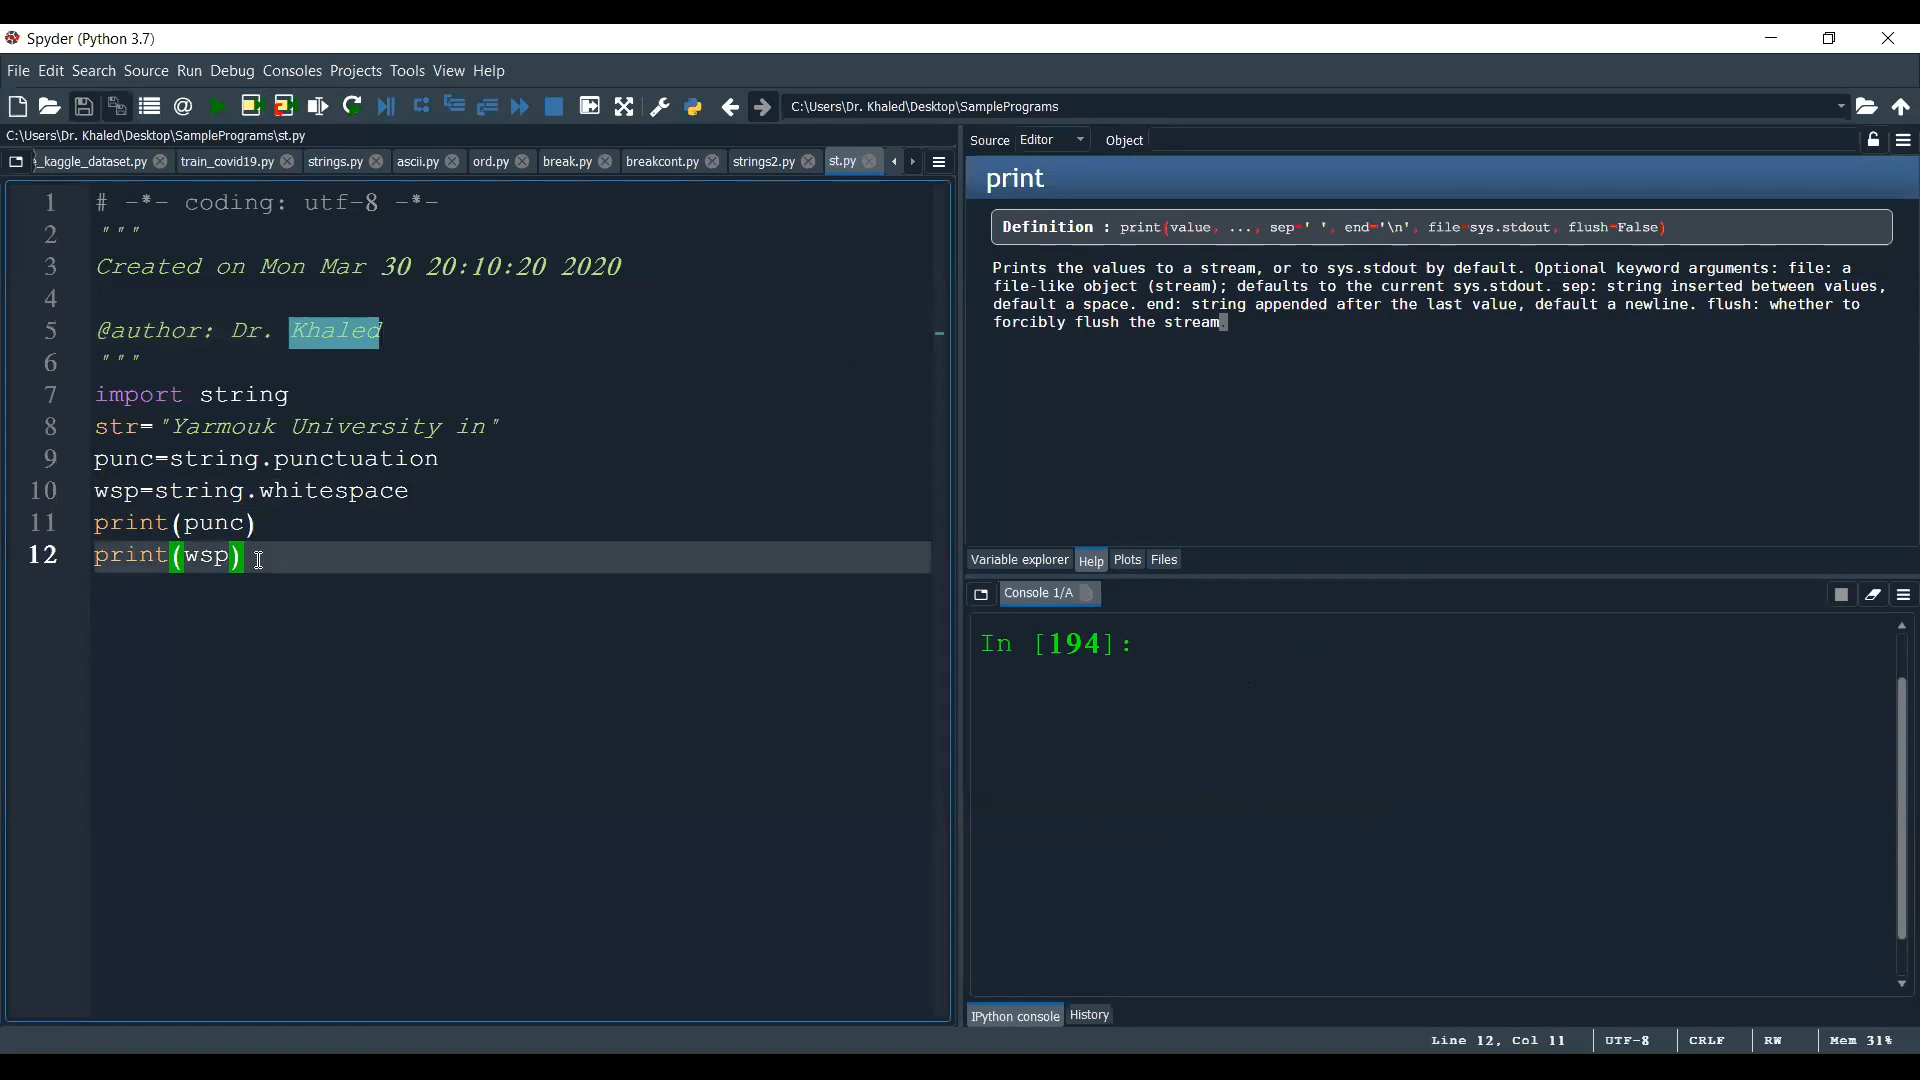 Spyder (Python 3.7)
File Edit Search Source Run Debug Consoles Projects Tools View Help
C:\Users\Dr. Khaled\Desktop\SamplePrograms
C:\Users\Dr. Khaled\Desktop\SamplePrograms\st.py
_kaggle_dataset.py train_covid19.py strings.py ascii.py ord.py break.py breakcont.py strings2.py st.py
1 # -*- coding: utf-8 -*-
2 """
3 Created on Mon Mar 30 20:10:20 2020
4
5 @author: Dr. Khaled
6 """
7 import string
8 str="Yarmouk University in"
9 punc=string.punctuation
10 wsp=string.whitespace
11 print(punc)
12 print(wsp)
Source Editor Object
print
Definition : print(value, ..., sep=' ', end='\n', file=sys.stdout, flush=False)
Prints the values to a stream, or to sys.stdout by default. Optional keyword arguments: file: a
file-like object (stream); defaults to the current sys.stdout. sep: string inserted between values,
default a space. end: string appended after the last value, default a newline. flush: whether to
forcibly flush the stream.
Variable explorer Help Plots Files
Console 1/A
In [194]:
IPython console History
Line 12, Col 11 UTF-8 CRLF RW Mem 31%